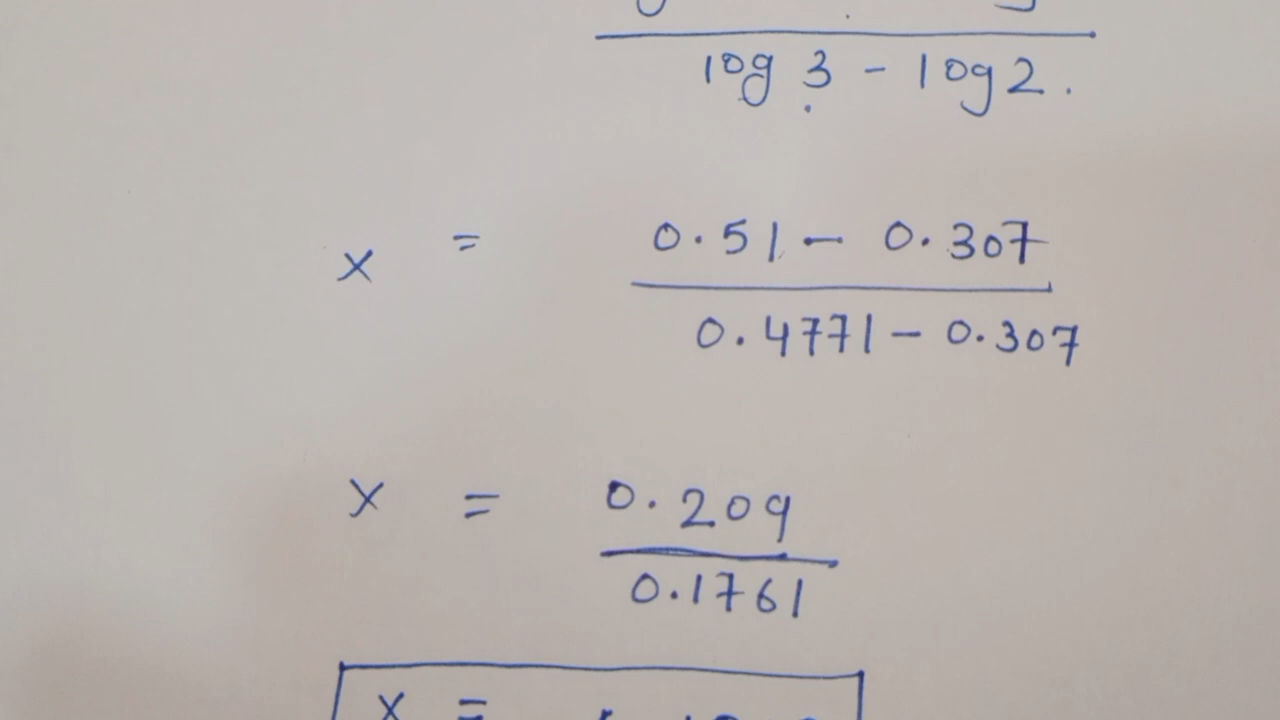 log 3 - log 2.
x = 0.51 - 0.307
0.4771 - 0.307
x = 0.209
0.1761
x =